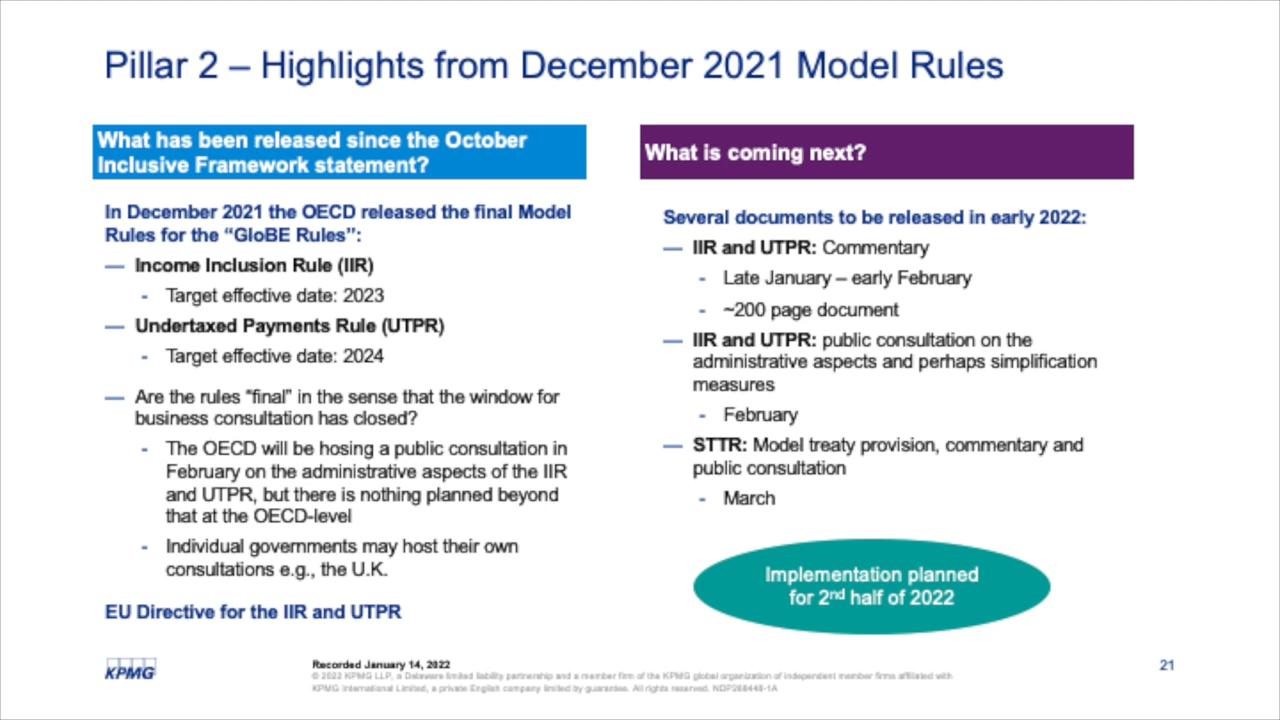 Pillar 2 – Highlights from December 2021 Model Rules
What has been released since the October
Inclusive Framework statement?
In December 2021 the OECD released the final Model
Rules for the “GloBE Rules”:
— Income Inclusion Rule (IIR)
- Target effective date: 2023
— Undertaxed Payments Rule (UTPR)
- Target effective date: 2024
— Are the rules “final” in the sense that the window for
business consultation has closed?
- The OECD will be hosing a public consultation in
February on the administrative aspects of the IIR
and UTPR, but there is nothing planned beyond
that at the OECD-level
- Individual governments may host their own
consultations e.g., the U.K.
EU Directive for the IIR and UTPR
What is coming next?
Several documents to be released in early 2022:
— IIR and UTPR: Commentary
- Late January – early February
- ~200 page document
— IIR and UTPR: public consultation on the
administrative aspects and perhaps simplification
measures
- February
— STTR: Model treaty provision, commentary and
public consultation
- March
Implementation planned
for 2nd half of 2022
KPMG
Recorded January 14, 2022
© 2022 KPMG LLP, a Delaware limited liability partnership and a member firm of the KPMG global organization of independent member firms affiliated with
KPMG International Limited, a private English company limited by guarantee. All rights reserved. NDP268448-1A
21